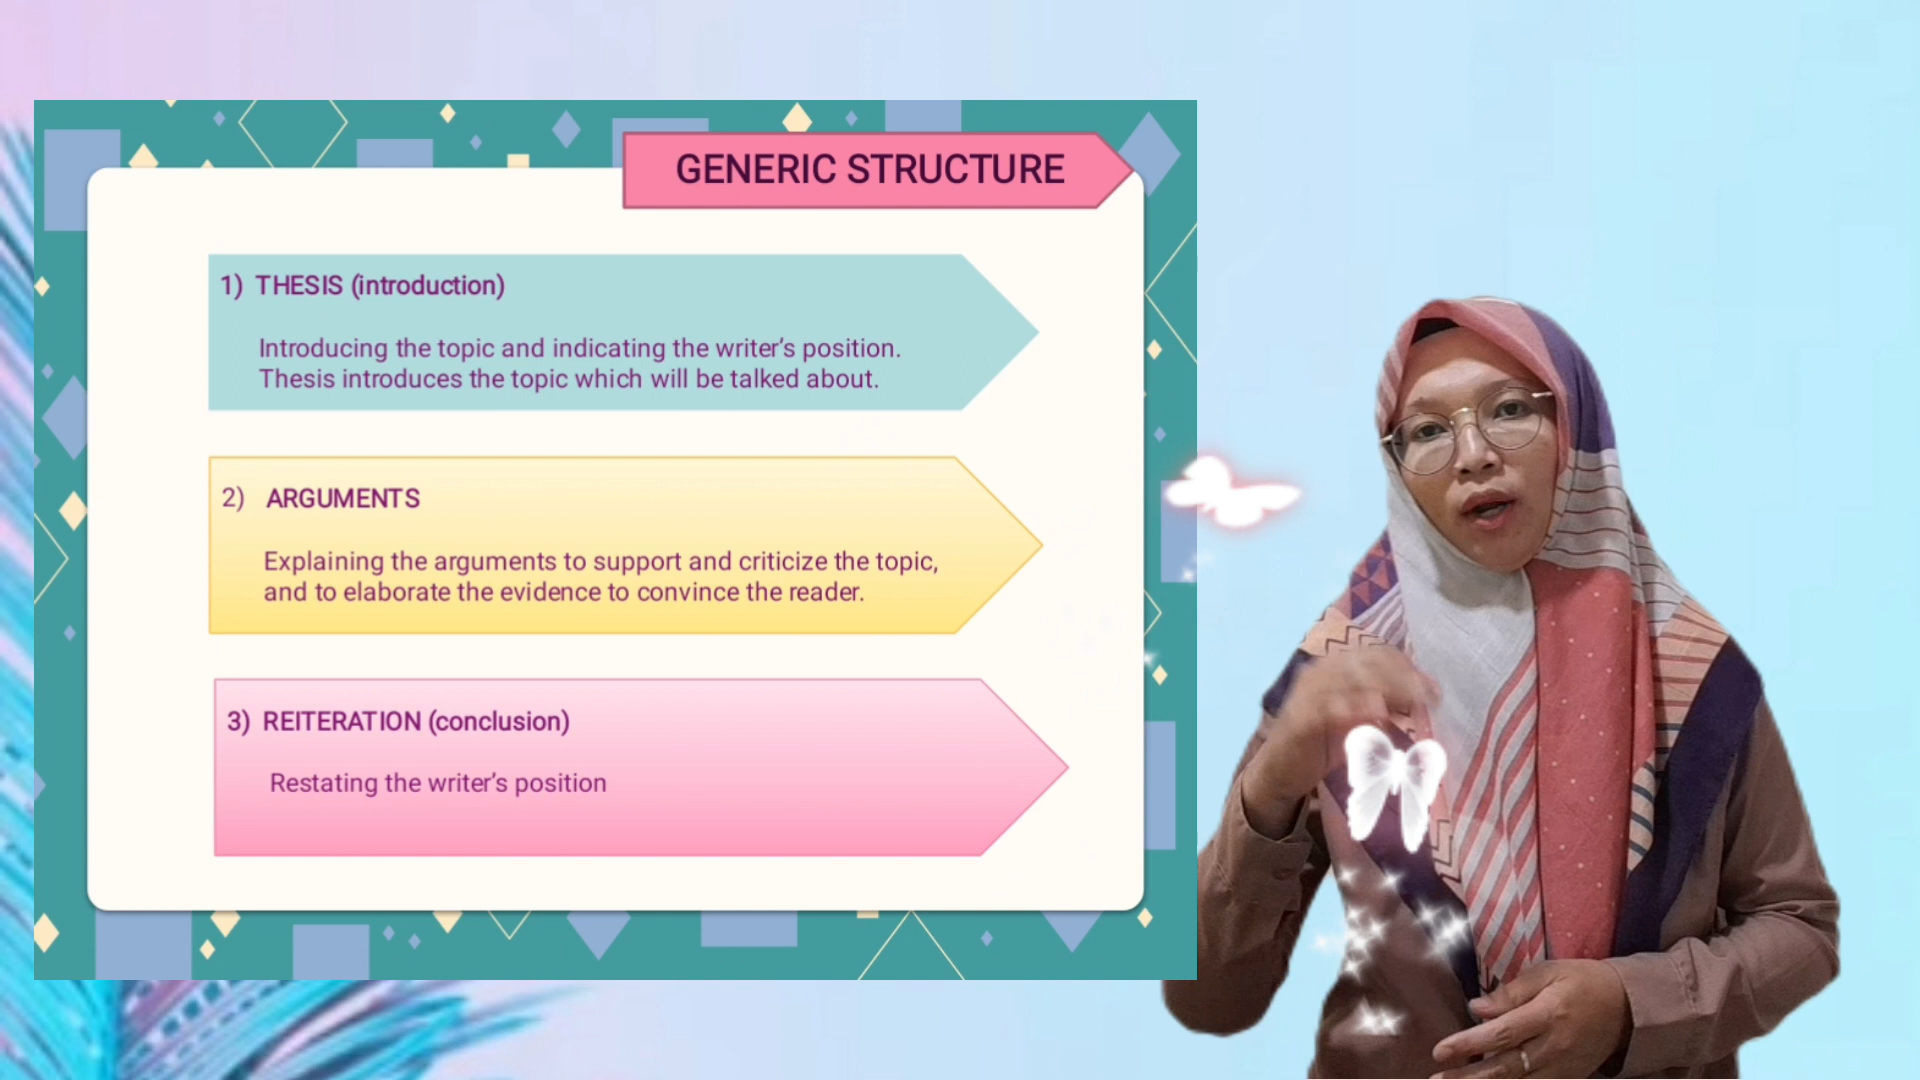 GENERIC STRUCTURE
1) THESIS (introduction)
Introducing the topic and indicating the writer's position.
Thesis introduces the topic which will be talked about.
2) ARGUMENTS
Explaining the arguments to support and criticize the topic,
and to elaborate the evidence to convince the reader.
3) REITERATION (conclusion)
Restating the writer's position